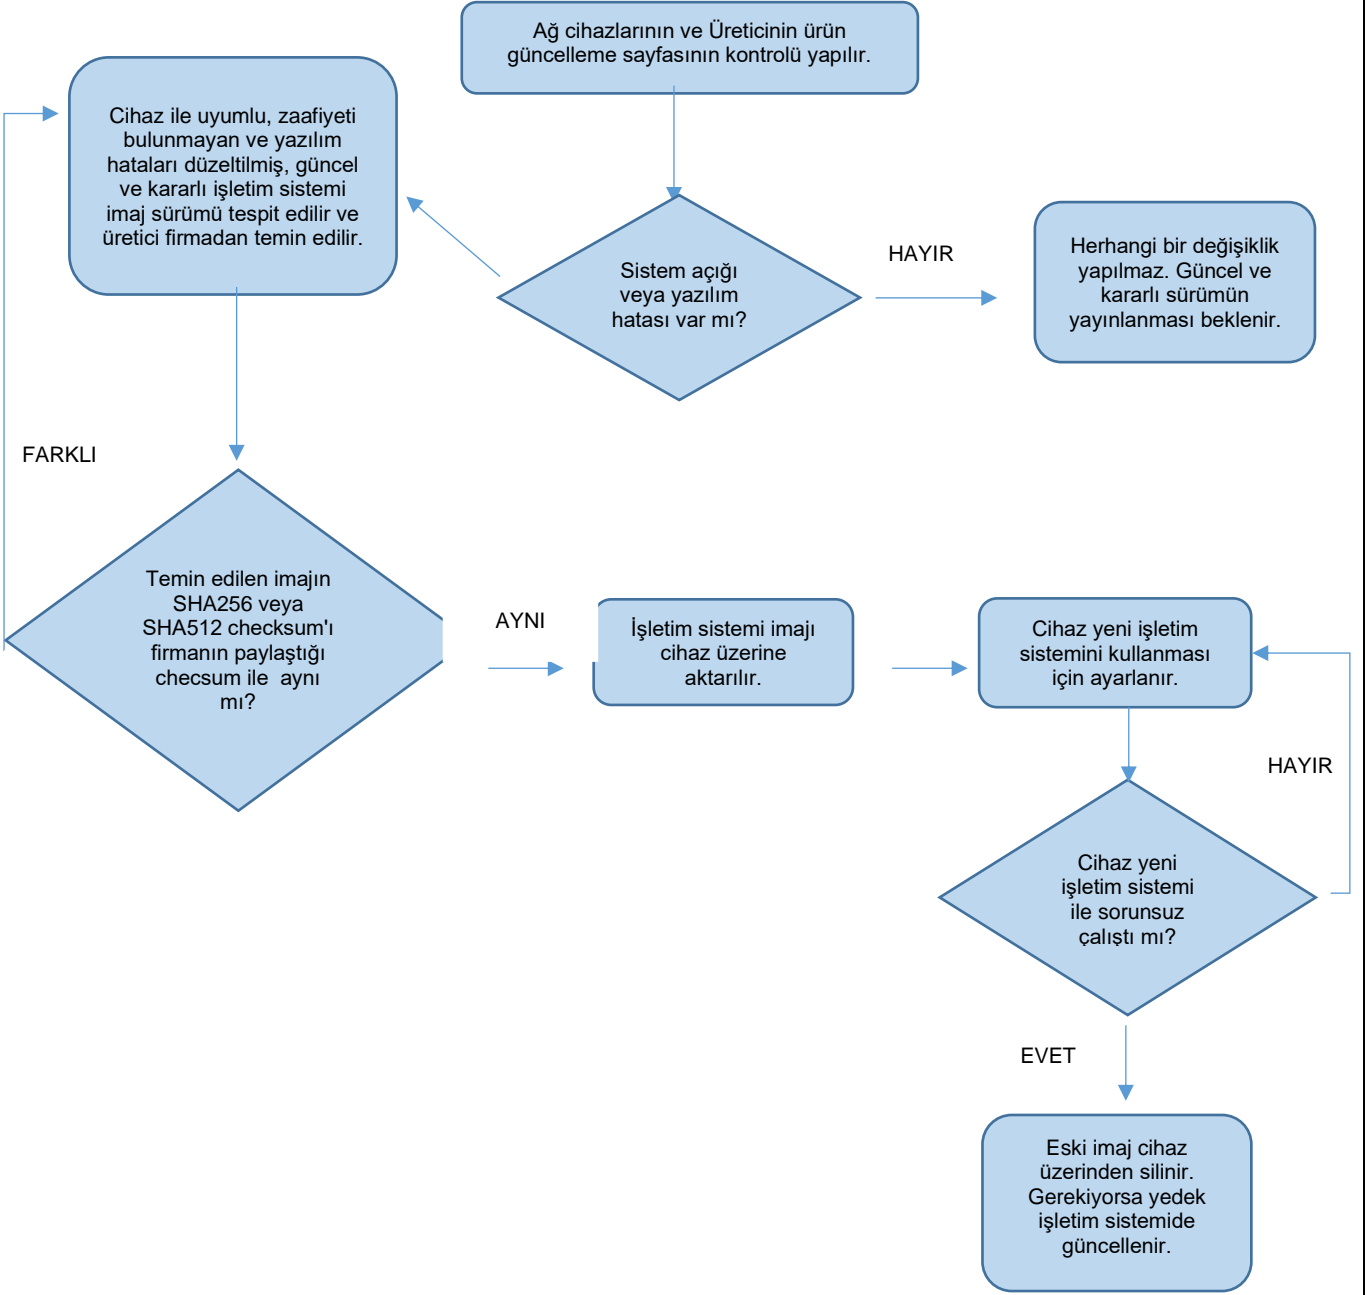 Ağ cihazlarının ve Üreticinin ürün
güncelleme sayfasının kontrolü yapılır.
Cihaz ile uyumlu, zaafiyeti
bulunmayan ve yazılım
hataları düzeltilmiş, güncel
ve kararlı işletim sistemi
imaj sürümü tespit edilir ve
üretici firmadan temin edilir.
Sistem açığı
veya yazılım
hatası var mı?
HAYIR
Herhangi bir değişiklik
yapılmaz. Güncel ve
kararlı sürümün
yayınlanması beklenir.
FARKLI
Temin edilen imajın
SHA256 veya
SHA512 checksum'ı
firmanın paylaştığı
checsum ile  aynı
mı?
AYNI
İşletim sistemi imajı
cihaz üzerine
aktarılır.
Cihaz yeni işletim
sistemini kullanması
için ayarlanır.
HAYIR
Cihaz yeni
işletim sistemi
ile sorunsuz
çalıştı mı?
EVET
Eski imaj cihaz
üzerinden silinir.
Gerekiyorsa yedek
işletim sistemide
güncellenir.